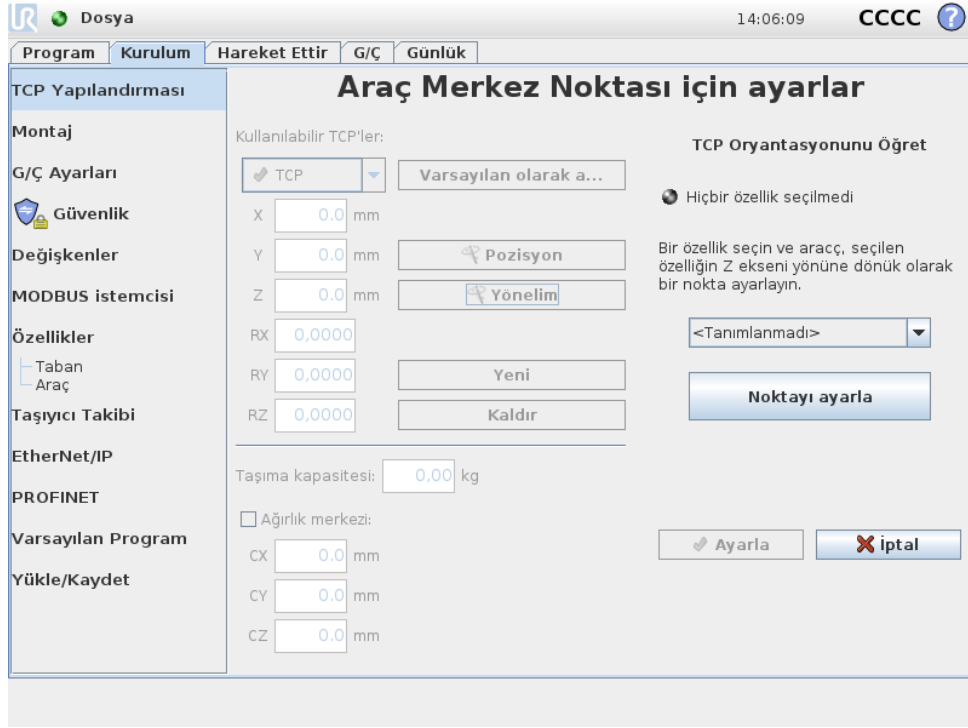 UR Dosya 14:06:09 CCCC ?
Program Kurulum Hareket Ettir G/Ç Günlük
TCP Yapılandırması
Montaj
G/Ç Ayarları
Güvenlik
Değişkenler
MODBUS istemcisi
Özellikler
Taban
Araç
Taşıyıcı Takibi
EtherNet/IP
PROFINET
Varsayılan Program
Yükle/Kaydet
Araç Merkez Noktası için ayarlar
Kullanılabilir TCP'ler:
TCP Varsayılan olarak a...
X 0.0 mm
Y 0.0 mm Pozisyon
Z 0.0 mm Yönelim
RX 0,0000
RY 0,0000 Yeni
RZ 0,0000 Kaldır
Taşıma kapasitesi: 0,00 kg
Ağırlık merkezi:
CX 0.0 mm
CY 0.0 mm
CZ 0.0 mm
TCP Oryantasyonunu Öğret
Hiçbir özellik seçilmedi
Bir özellik seçin ve aracc, seçilen
özelliğin Z ekseni yönüne dönük olarak
bir nokta ayarlayın.
<Tanımlanmadı>
Noktayı ayarla
Ayarla İptal